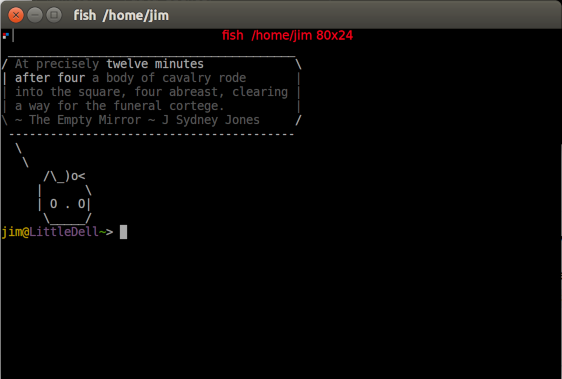 fish /home/jim
fish /home/jim 80x24
 _________________________________________
/ At precisely twelve minutes             \
| after four a body of cavalry rode       |
| into the square, four abreast, clearing |
| a way for the funeral cortege.          |
\ ~ The Empty Mirror ~ J Sydney Jones     /
 -----------------------------------------
  \
   \
      /\_)o<
     |      \
     | O . O|
      \_____/
jim@LittleDell~>